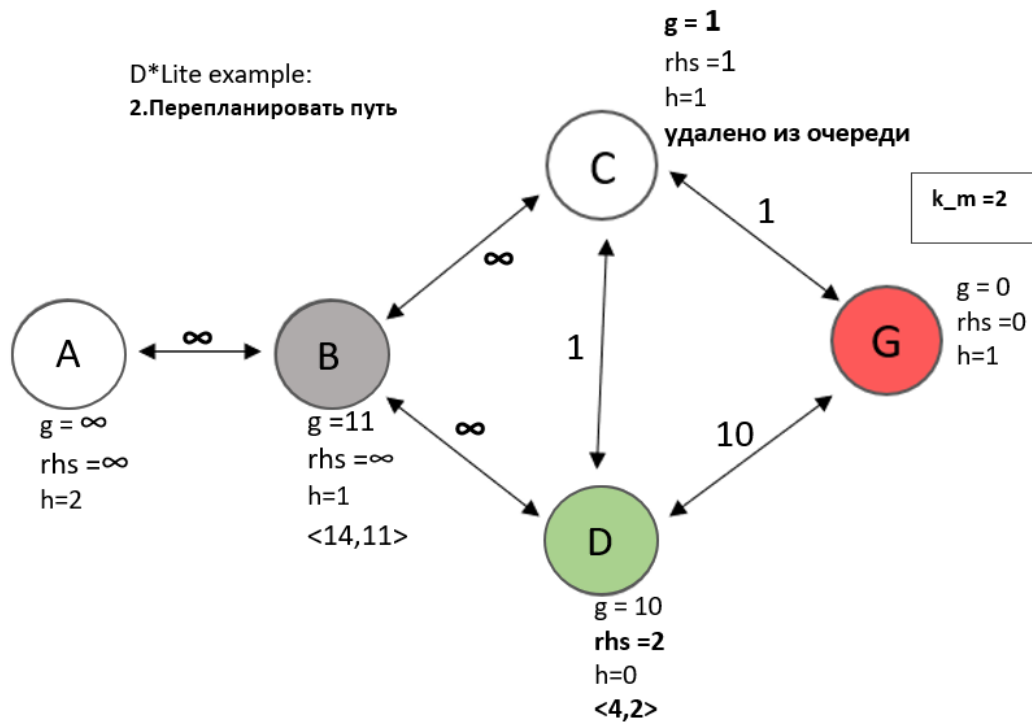 D*Lite example:
2.Перепланировать путь
g = 1
rhs =1
h=1
удалено из очереди
C
k_m =2
1
∞
g = 0
rhs =0
h=1
G
A
∞
B
1
g = ∞
rhs =∞
h=2
g =11
rhs =∞
h=1
<14,11>
∞
10
D
g = 10
rhs =2
h=0
<4,2>